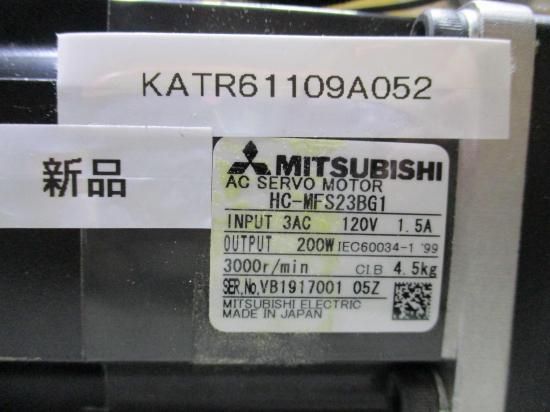 KATR61109A052
新品
MITSUBISHI
AC SERVO MOTOR
HC-MFS23BG1
INPUT 3AC 120V 1.5A
OUTPUT 200W IEC60034-1 '99
3000r/min CI.B 4.5kg
SER.No.VB1917001 05Z
MITSUBISHI ELECTRIC
MADE IN JAPAN